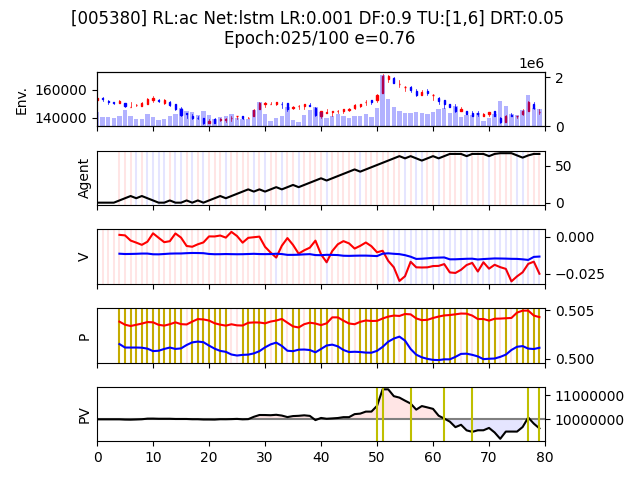 [005380] RL:ac Net:lstm LR:0.001 DF:0.9 TU:[1,6] DRT:0.05
Epoch:025/100 e=0.76
1e6
Env.
160000
140000
2
0
Agent
50
0
V
0.000
−0.025
P
0.505
0.500
PV
11000000
10000000
0 10 20 30 40 50 60 70 80